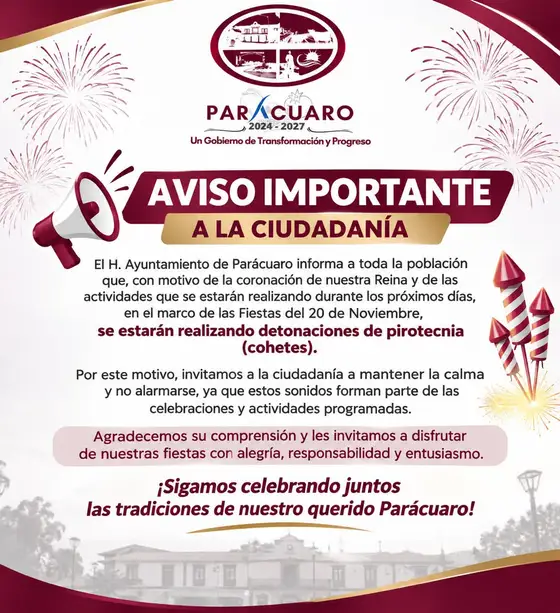 PARÁCUARO
2024 - 2027
Un Gobierno de Transformación y Progreso
AVISO IMPORTANTE
A LA CIUDADANÍA
El H. Ayuntamiento de Parácuaro informa a toda la población
que, con motivo de la coronación de nuestra Reina y de las
actividades que se estarán realizando durante los próximos días,
en el marco de las Fiestas del 20 de Noviembre,
se estarán realizando detonaciones de pirotecnia
(cohetes).
Por este motivo, invitamos a la ciudadanía a mantener la calma
y no alarmarse, ya que estos sonidos forman parte de las
celebraciones y actividades programadas.
Agradecemos su comprensión y les invitamos a disfrutar
de nuestras fiestas con alegría, responsabilidad y entusiasmo.
¡Sigamos celebrando juntos
las tradiciones de nuestro querido Parácuaro!